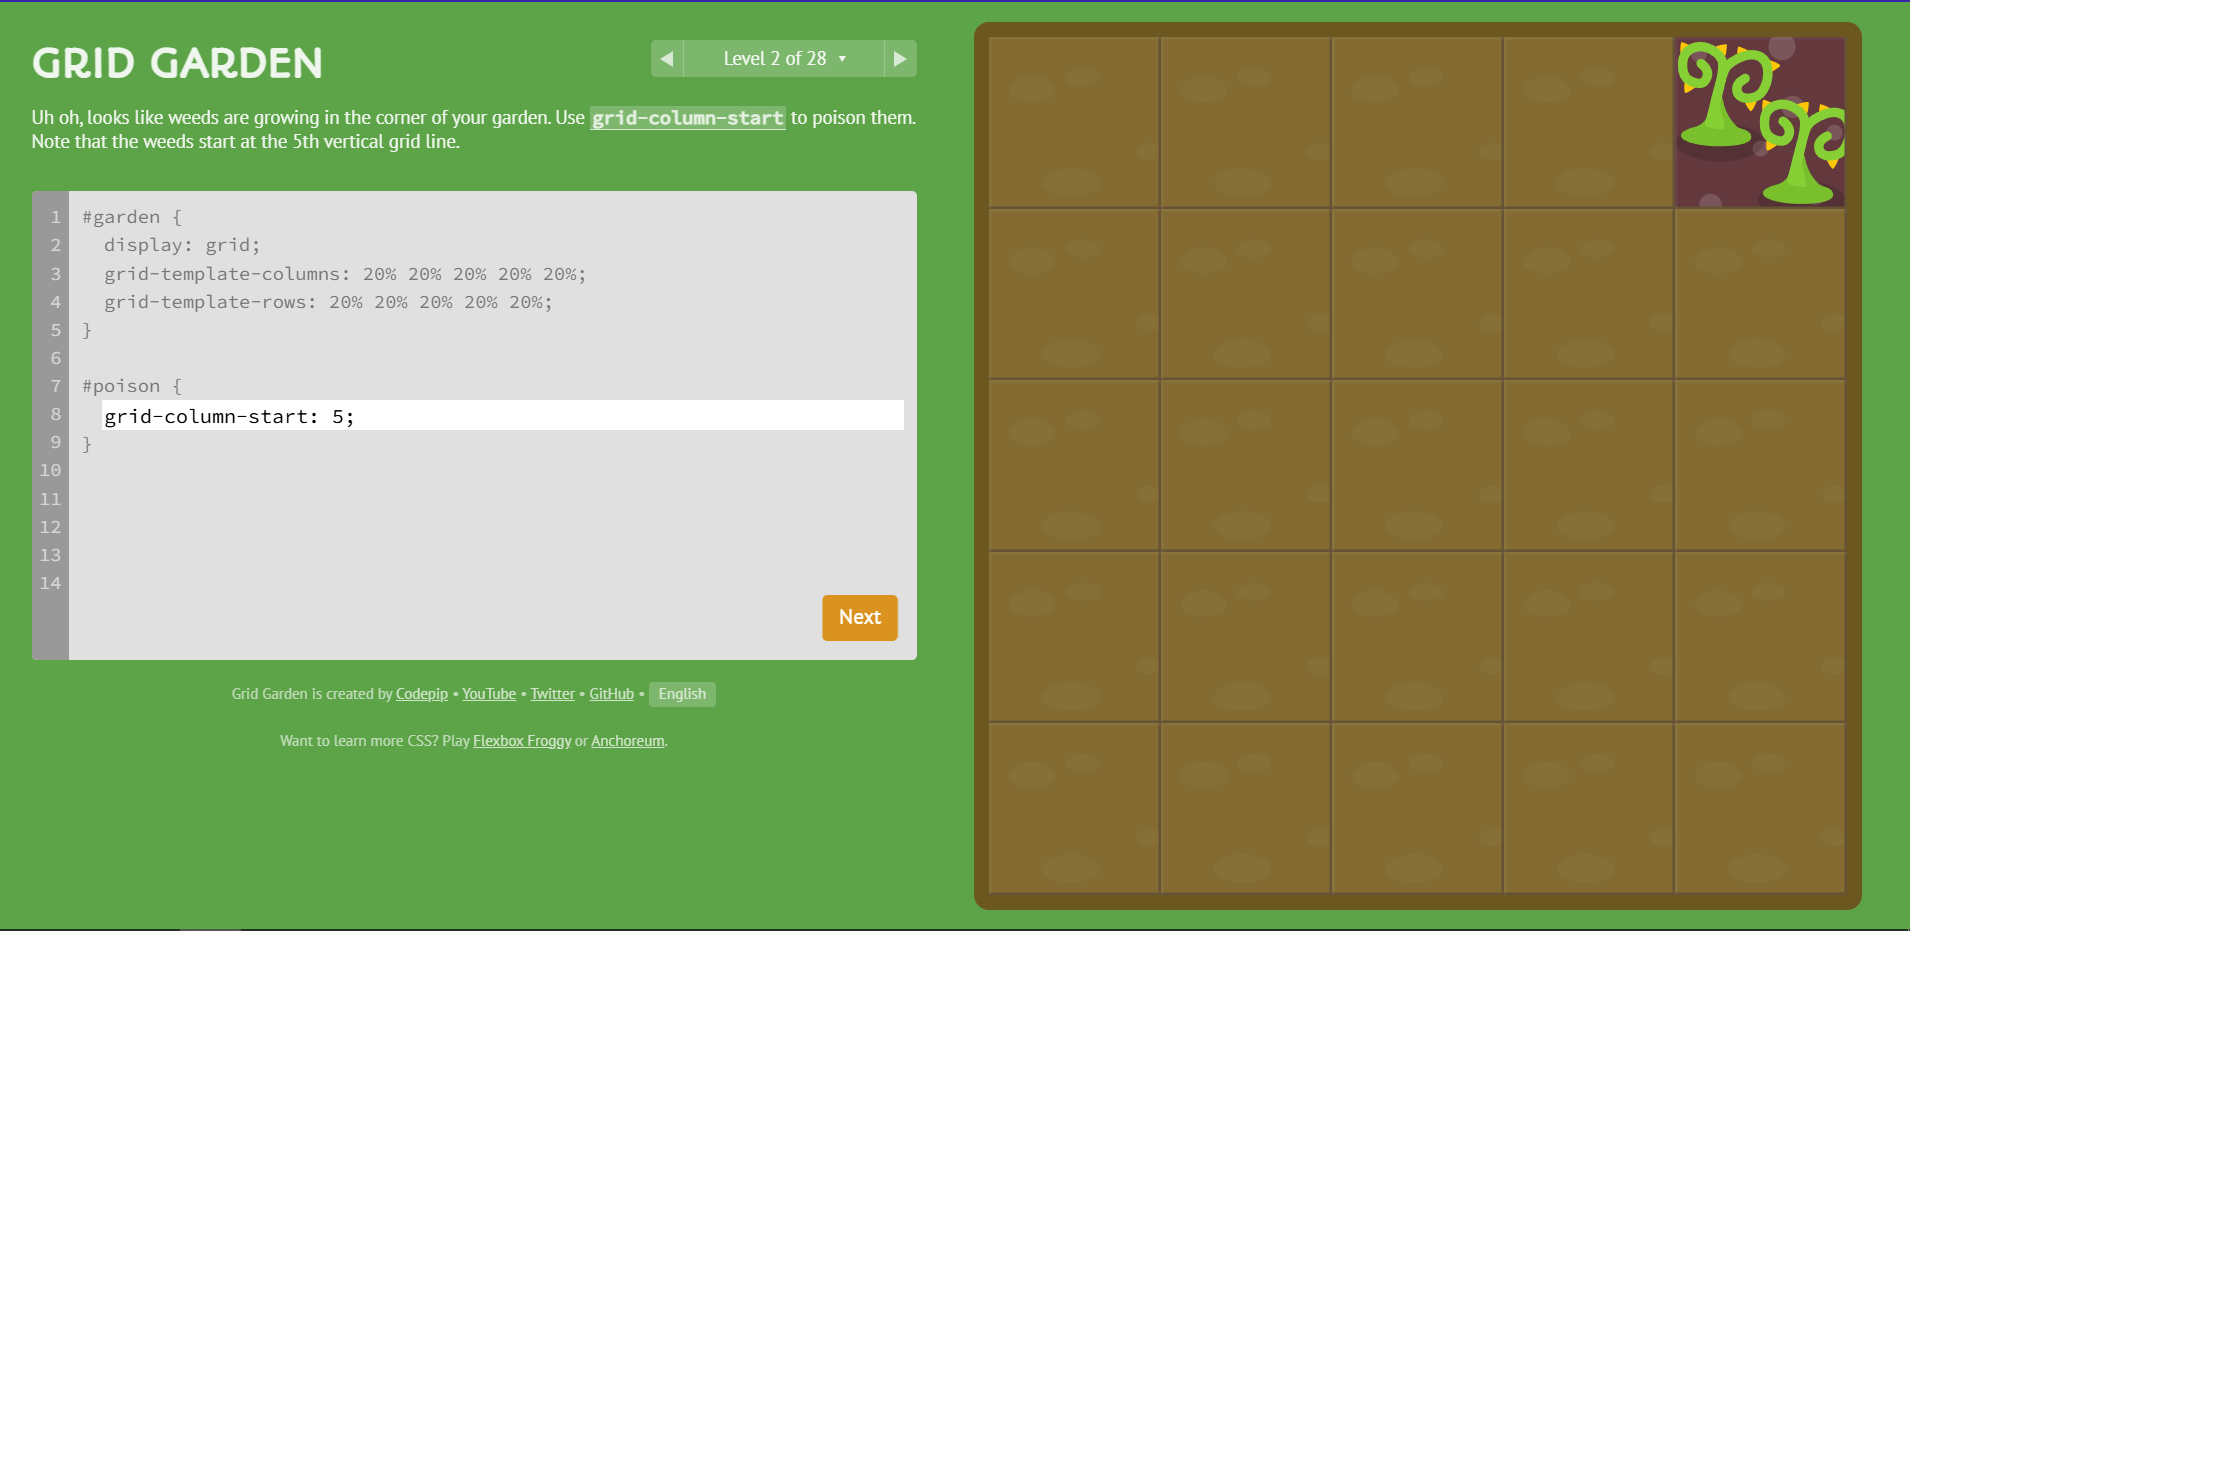 GRID GARDEN
◀ Level 2 of 28 ▼ ▶
Uh oh, looks like weeds are growing in the corner of your garden. Use grid-column-start to poison them.
Note that the weeds start at the 5th vertical grid line.
1 #garden {
2   display: grid;
3   grid-template-columns: 20% 20% 20% 20% 20%;
4   grid-template-rows: 20% 20% 20% 20% 20%;
5 }
6
7 #poison {
8   grid-column-start: 5;
9 }
10
11
12
13
14
Next
Grid Garden is created by Codepip • YouTube • Twitter • GitHub • English
Want to learn more CSS? Play Flexbox Froggy or Anchoreum.